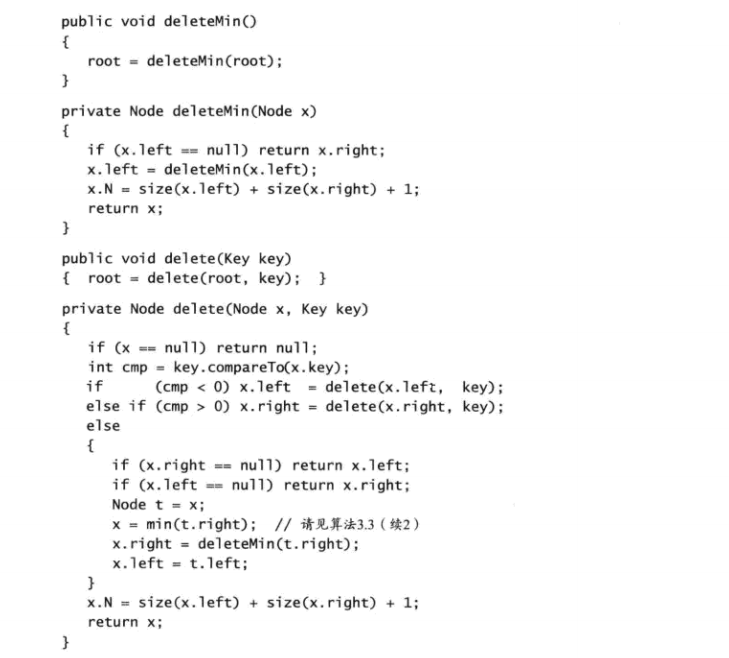 public void deleteMin()
{
   root = deleteMin(root);
}
private Node deleteMin(Node x)
{
   if (x.left == null) return x.right;
   x.left = deleteMin(x.left);
   x.N = size(x.left) + size(x.right) + 1;
   return x;
}
public void delete(Key key)
{  root = delete(root, key);  }
private Node delete(Node x, Key key)
{
   if (x == null) return null;
   int cmp = key.compareTo(x.key);
   if      (cmp < 0) x.left  = delete(x.left,  key);
   else if (cmp > 0) x.right = delete(x.right, key);
   else
   {
      if (x.right == null) return x.left;
      if (x.left == null) return x.right;
      Node t = x;
      x = min(t.right);  // 请见算法3.3（续2）
      x.right = deleteMin(t.right);
      x.left = t.left;
   }
   x.N = size(x.left) + size(x.right) + 1;
   return x;
}